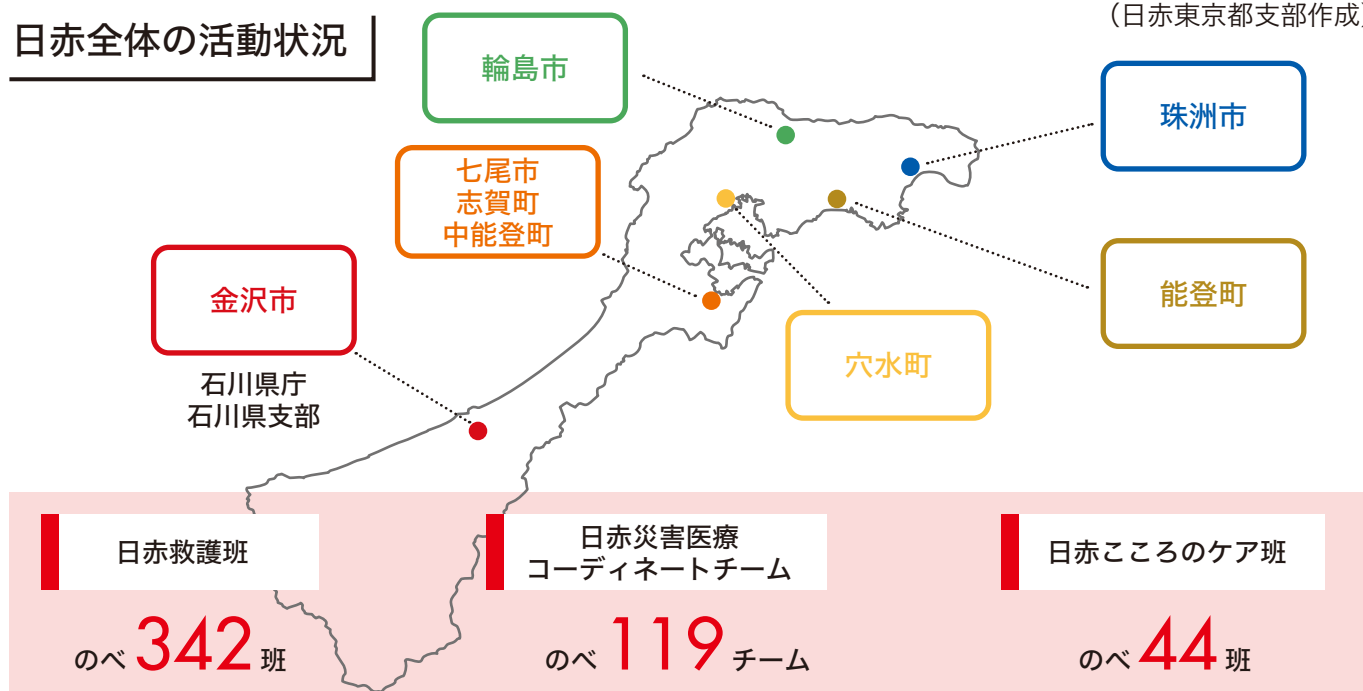 日赤全体の活動状況
（日赤東京都支部作成）
輪島市
珠洲市
七尾市
志賀町
中能登町
金沢市
石川県庁
石川県支部
能登町
穴水町
日赤救護班
のべ 342 班
日赤災害医療
コーディネートチーム
のべ 119 チーム
日赤こころのケア班
のべ 44 班